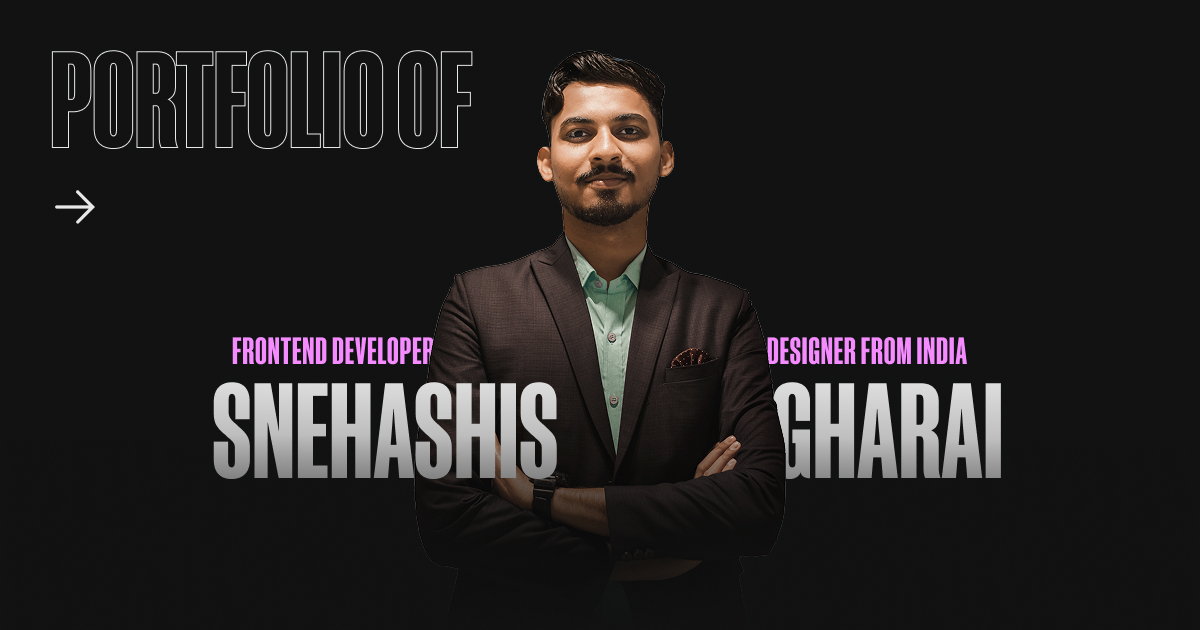 PORTFOLIO OF
FRONTEND DEVELOPER DESIGNER FROM INDIA
SNEHASHIS GHARAI